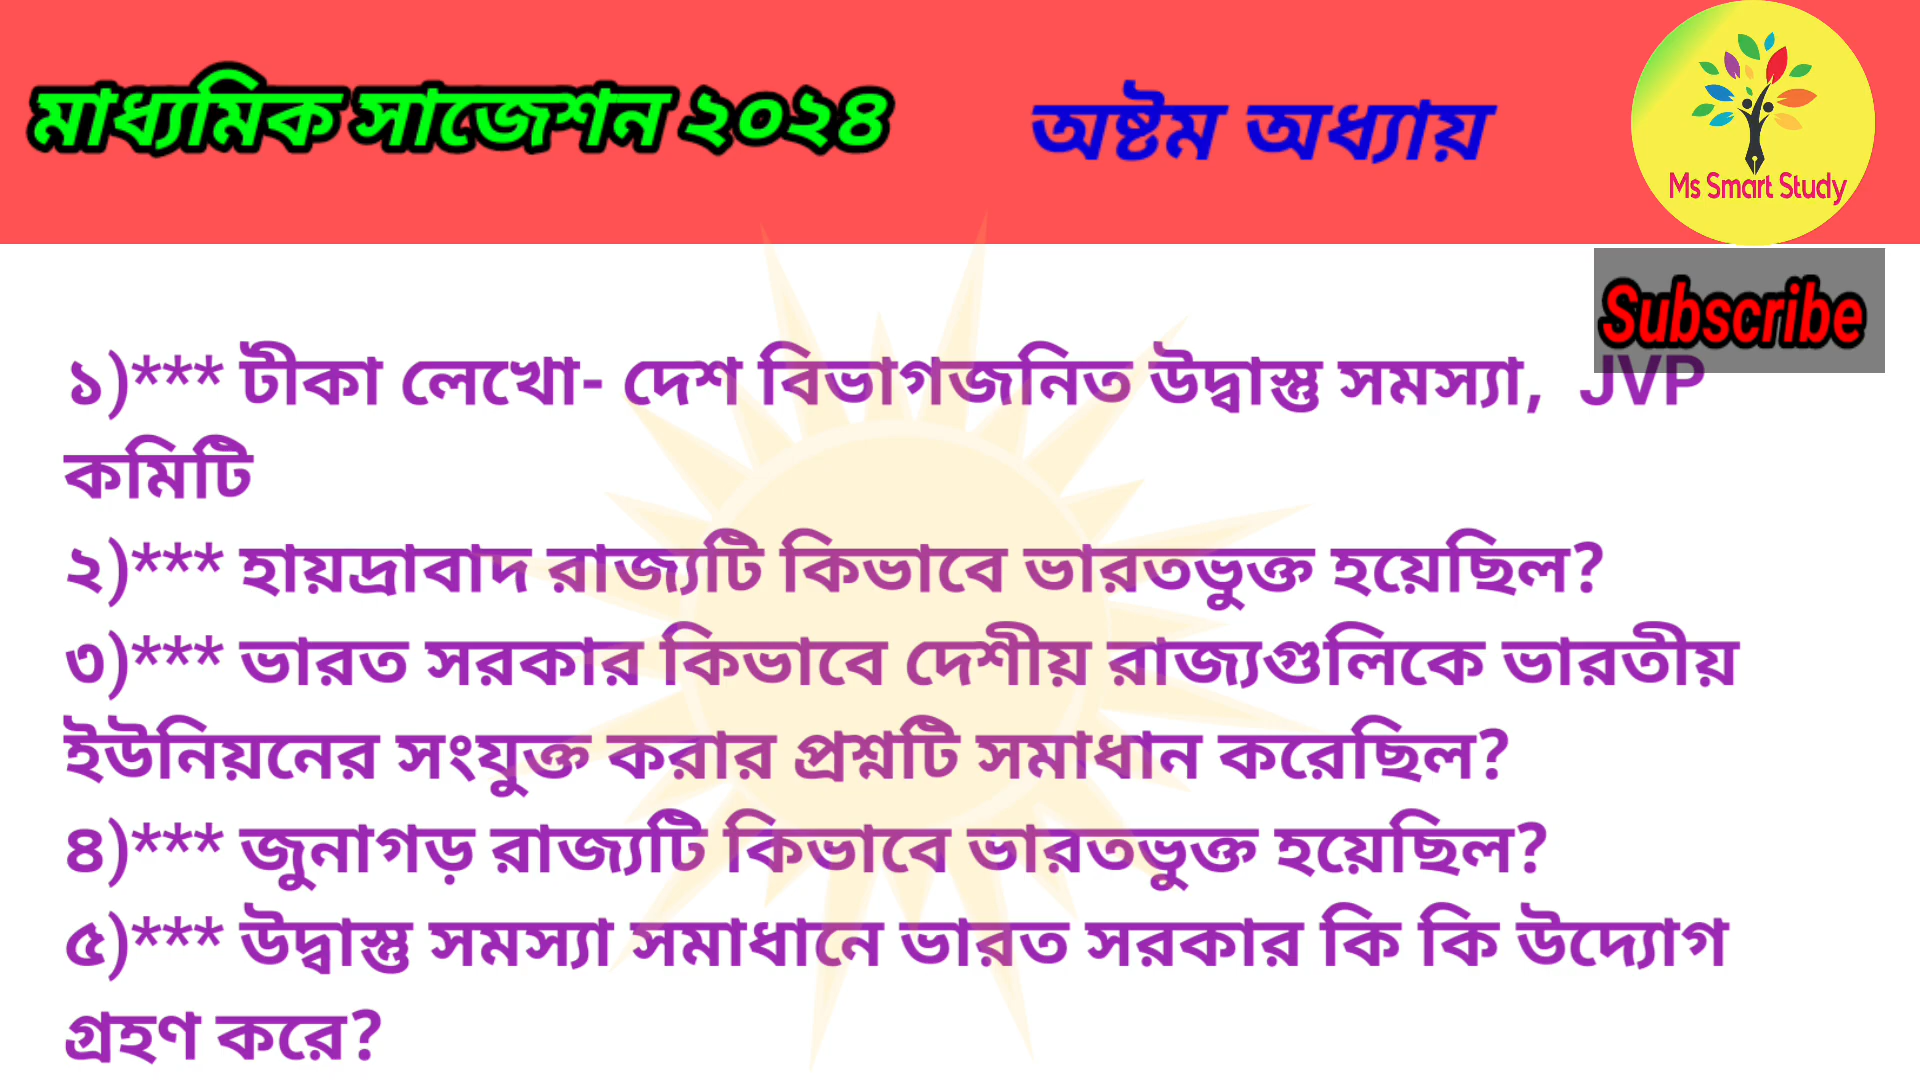 মাধ্যমিক সাজেশন ২০২৪
অষ্টম অধ্যায়
Ms Smart Study
Subscribe
১)*** টীকা লেখো- দেশ বিভাগজনিত উদ্বাস্তু সমস্যা, JVP
কমিটি
২)*** হায়দ্রাবাদ রাজ্যটি কিভাবে ভারতভুক্ত হয়েছিল?
৩)*** ভারত সরকার কিভাবে দেশীয় রাজ্যগুলিকে ভারতীয়
ইউনিয়নের সংযুক্ত করার প্রশ্নটি সমাধান করেছিল?
৪)*** জুনাগড় রাজ্যটি কিভাবে ভারতভুক্ত হয়েছিল?
৫)*** উদ্বাস্তু সমস্যা সমাধানে ভারত সরকার কি কি উদ্যোগ
গ্রহণ করে?